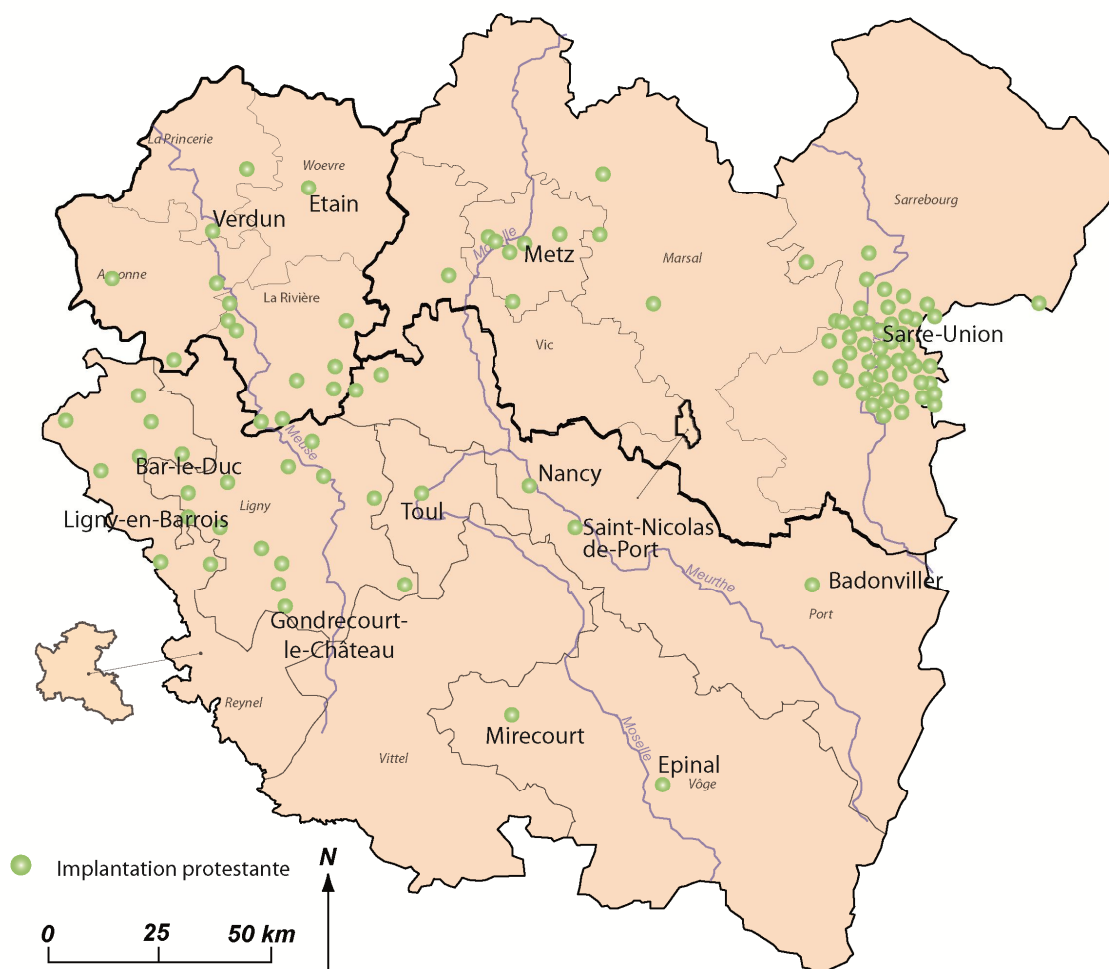 La Princerie
Woevre
Etain
Verdun
Argonne
La Rivière
Sarrebourg
Moselle
Metz
Marsal
Vic
Sarre-Union
Meuse
Bar-le-Duc
Ligny
Ligny-en-Barrois
Toul
Nancy
Saint-Nicolas
de-Port
Meurthe
Badonviller
Port
Gondrecourt-
le-Château
Reynel
Vittel
Mirecourt
Moselle
Epinal
Vôge
Implantation protestante
N
0 25 50 km